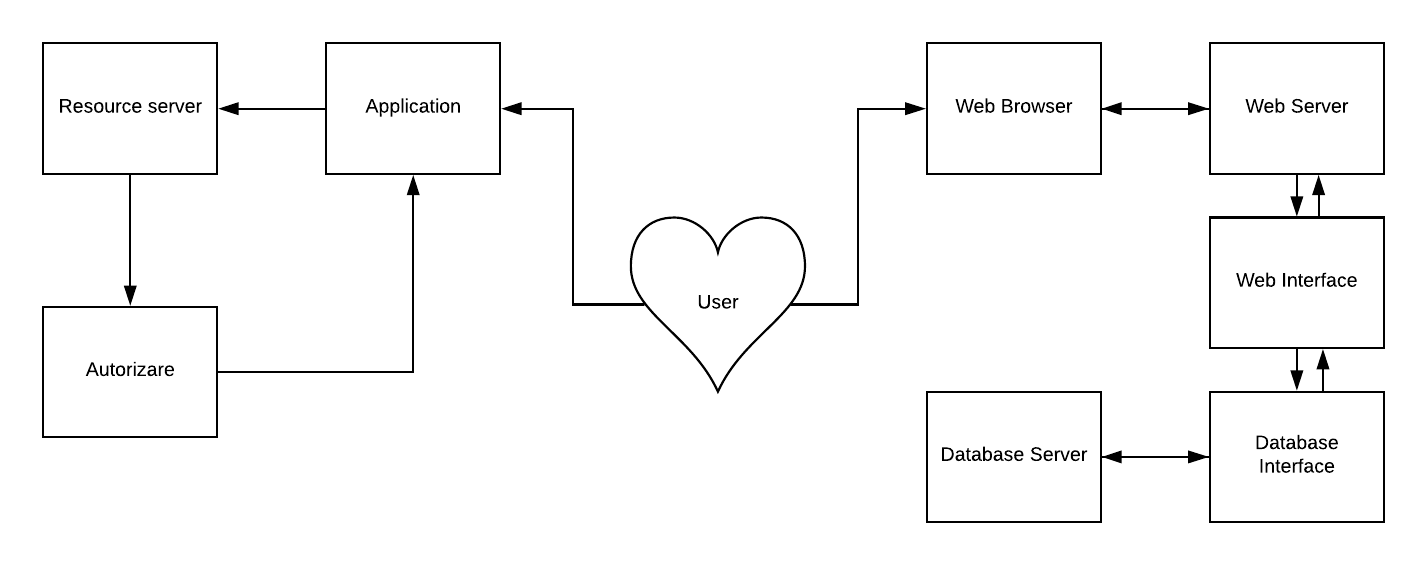 Resource server
Application
Web Browser
Web Server
User
Web Interface
Autorizare
Database Server
Database
Interface